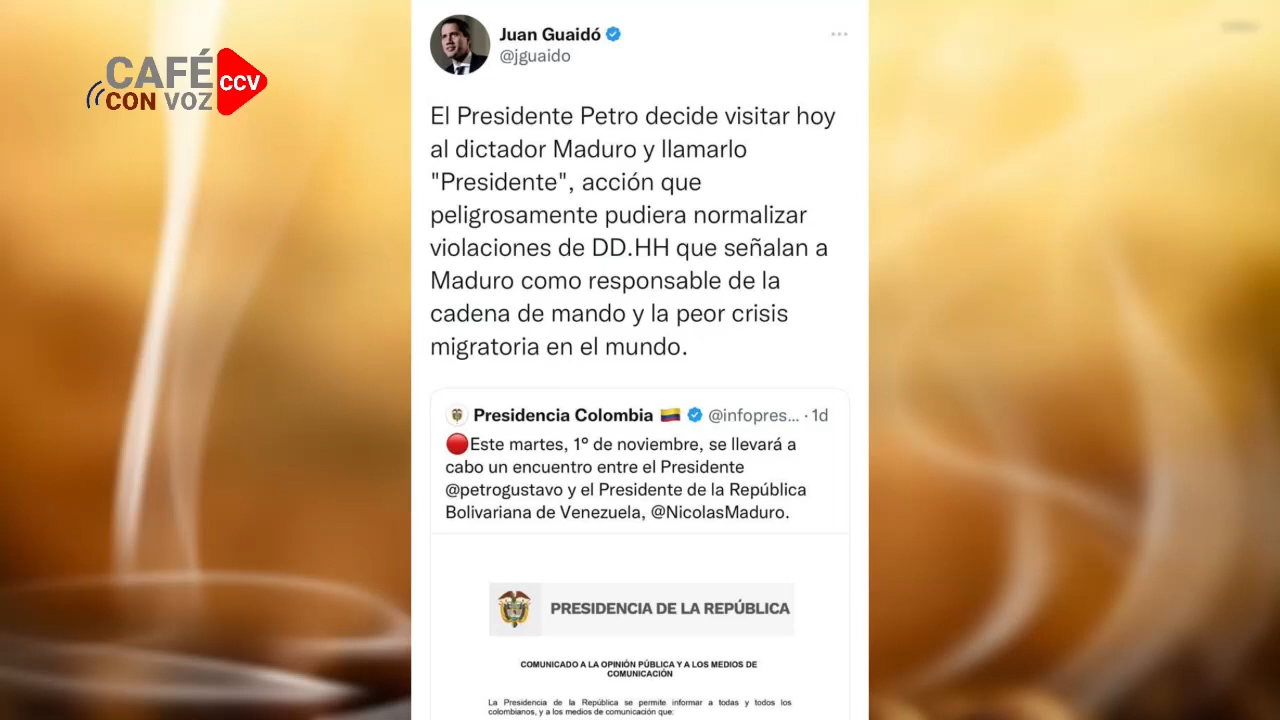 CAFÉ
CON VOZ
CCV
Juan Guaidó
@jguaido
El Presidente Petro decide visitar hoy
al dictador Maduro y llamarlo
"Presidente", acción que
peligrosamente pudiera normalizar
violaciones de DD.HH que señalan a
Maduro como responsable de la
cadena de mando y la peor crisis
migratoria en el mundo.
Presidencia Colombia @infopres... · 1d
Este martes, 1° de noviembre, se llevará a
cabo un encuentro entre el Presidente
@petrogustavo y el Presidente de la República
Bolivariana de Venezuela, @NicolasMaduro.
PRESIDENCIA DE LA REPÚBLICA
COMUNICADO A LA OPINIÓN PÚBLICA Y A LOS MEDIOS DE
COMUNICACIÓN
La Presidencia de la República se permite informar a todas y todos los
colombianos, y a los medios de comunicación que: